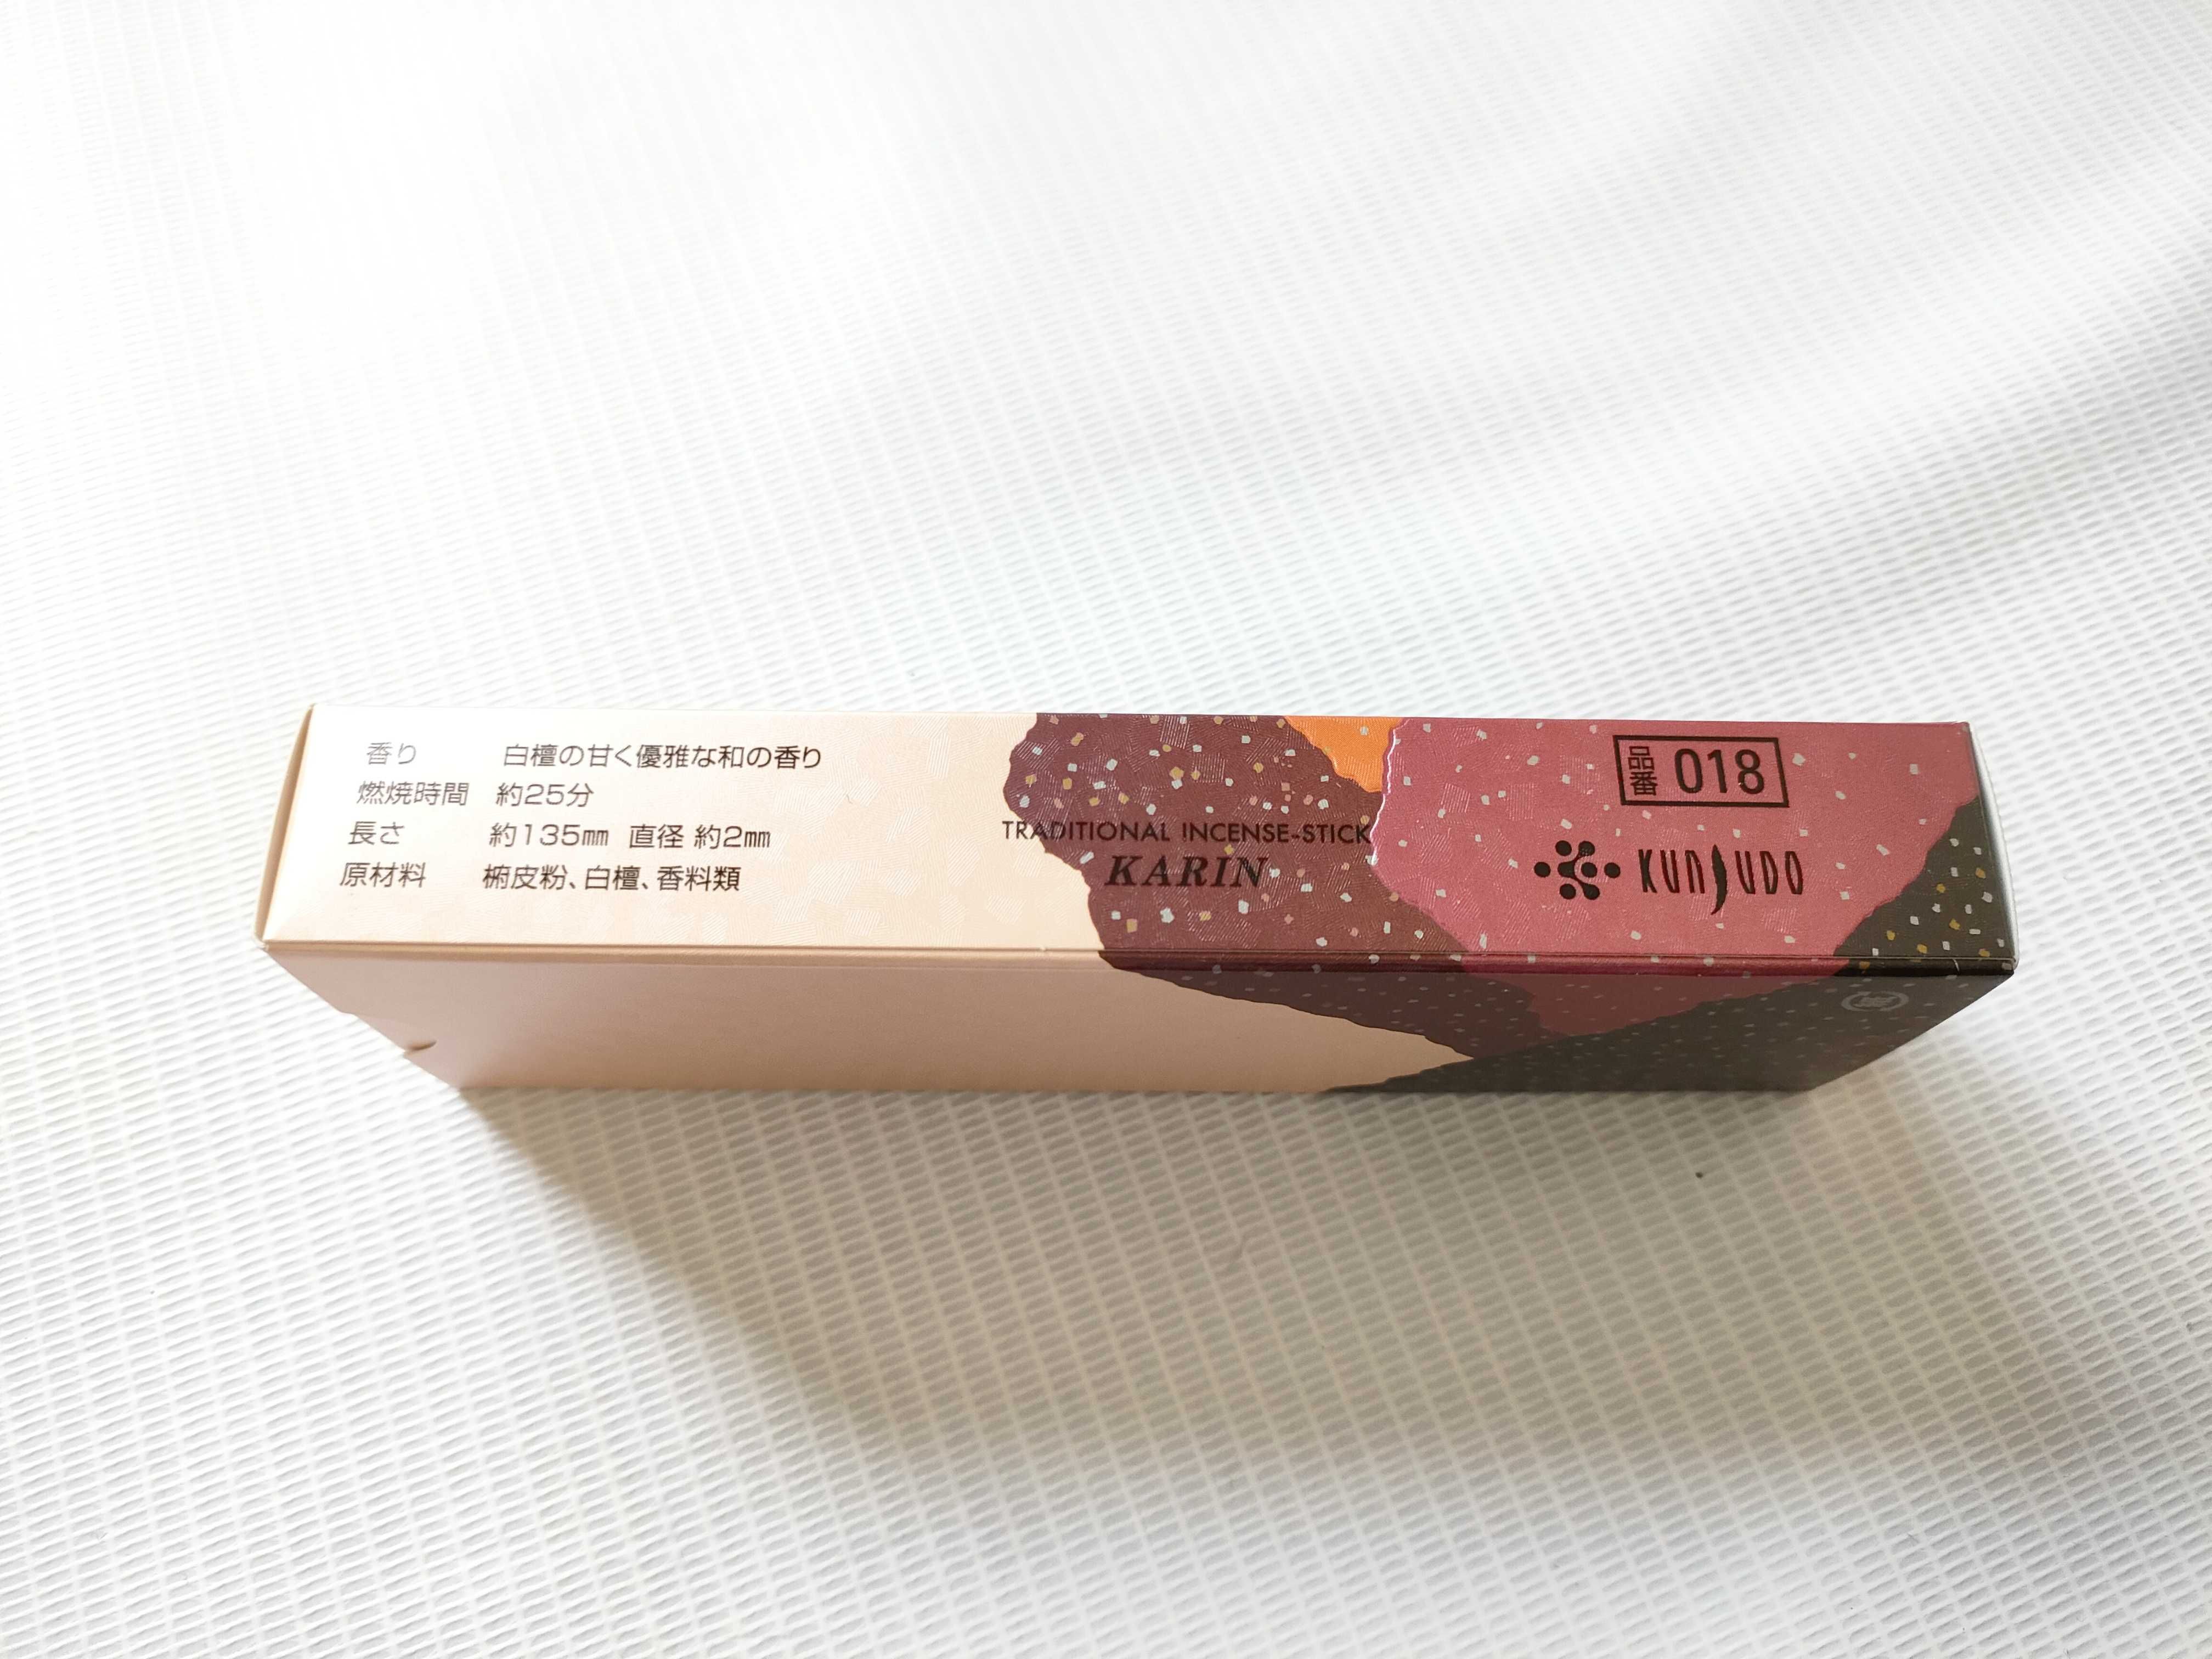 香り 白檀の甘く優雅な和の香り
燃焼時間 約25分
長さ 約135㎜ 直径 約2㎜
原材料 椨皮粉、白檀、香料類
TRADITIONAL INCENSE-STICK
KARIN
品番 018
KUNJUDO